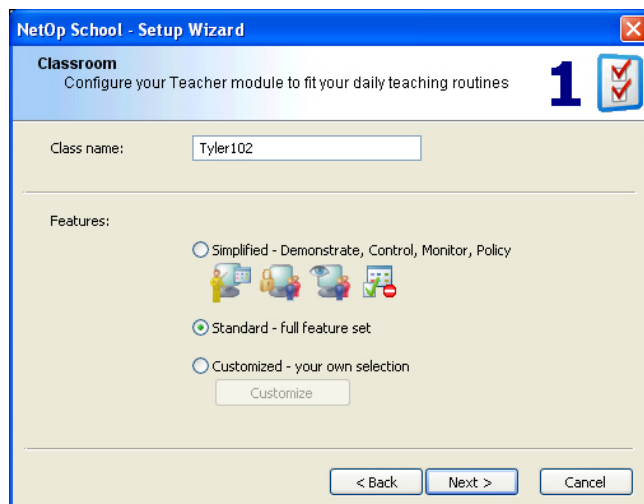 NetOp School - Setup Wizard
Classroom
Configure your Teacher module to fit your daily teaching routines
1
Class name:
Tyler102
Features:
Simplified - Demonstrate, Control, Monitor, Policy
Standard - full feature set
Customized - your own selection
Customize
< Back
Next >
Cancel